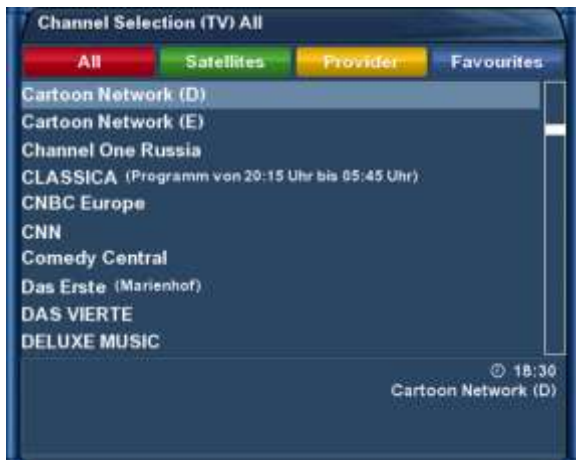 Channel Selection (TV) All
All Satellites Provider Favourites
Cartoon Network (D)
Cartoon Network (E)
Channel One Russia
CLASSICA (Programm von 20:15 Uhr bis 05:45 Uhr)
CNBC Europe
CNN
Comedy Central
Das Erste (Marienhof)
DAS VIERTE
DELUXE MUSIC
18:30
Cartoon Network (D)